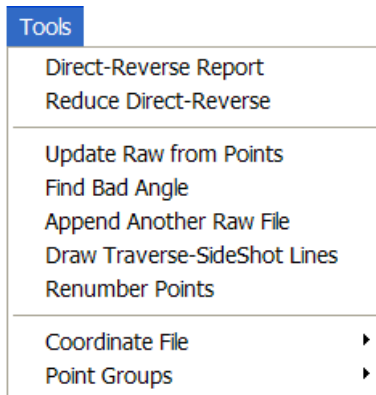 Tools
Direct-Reverse Report
Reduce Direct-Reverse
Update Raw from Points
Find Bad Angle
Append Another Raw File
Draw Traverse-SideShot Lines
Renumber Points
Coordinate File
Point Groups